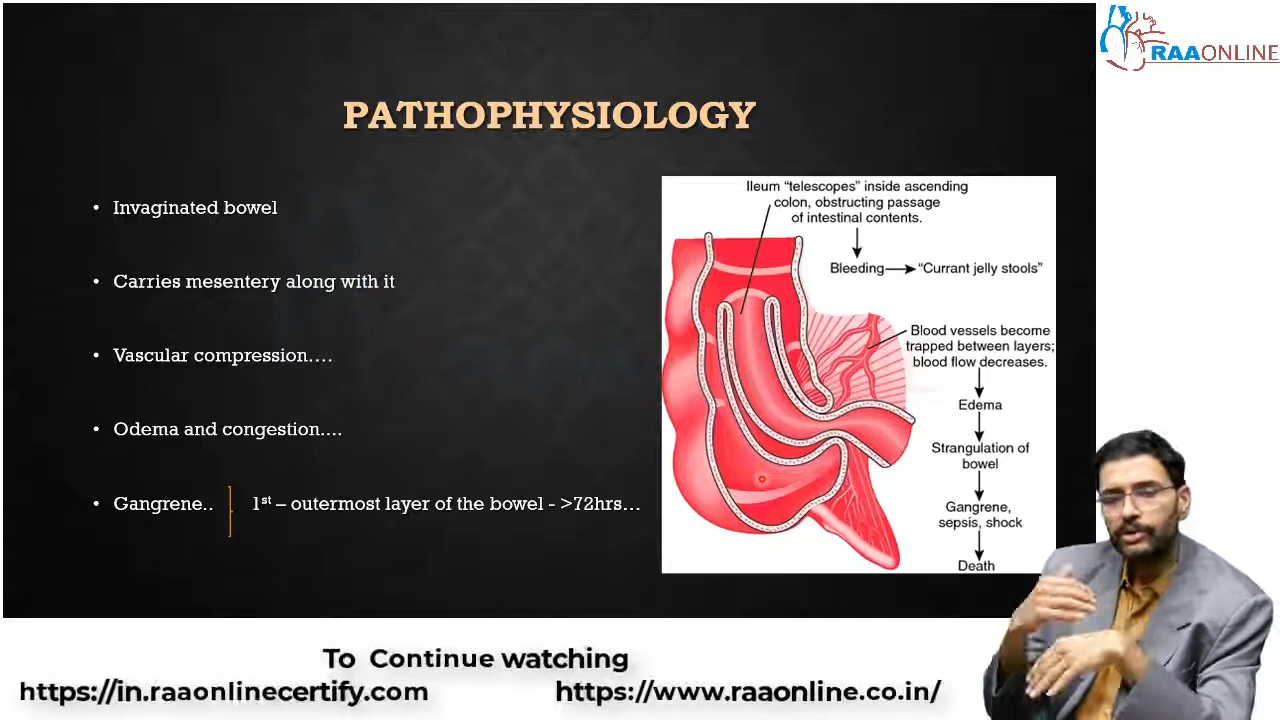 RAAONLINE
PATHOPHYSIOLOGY
• Invaginated bowel
• Carries mesentery along with it
• Vascular compression….
• Odema and congestion….
• Gangrene.. 1st – outermost layer of the bowel - >72hrs…
Ileum “telescopes” inside ascending
colon, obstructing passage
of intestinal contents.
Bleeding “Currant jelly stools”
Blood vessels become
trapped between layers;
blood flow decreases.
Edema
Strangulation of
bowel
Gangrene,
sepsis, shock
Death
To Continue watching
https://in.raaonlinecertify.com https://www.raaonline.co.in/